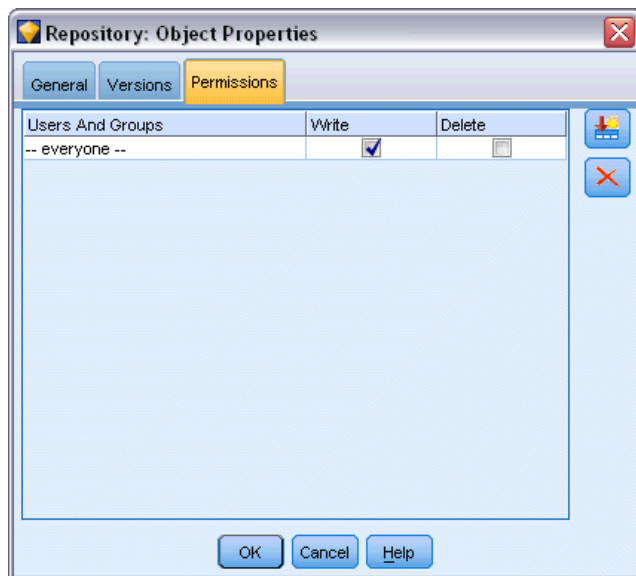 Repository: Object Properties
General Versions Permissions
Users And Groups Write Delete
-- everyone --
OK Cancel Help